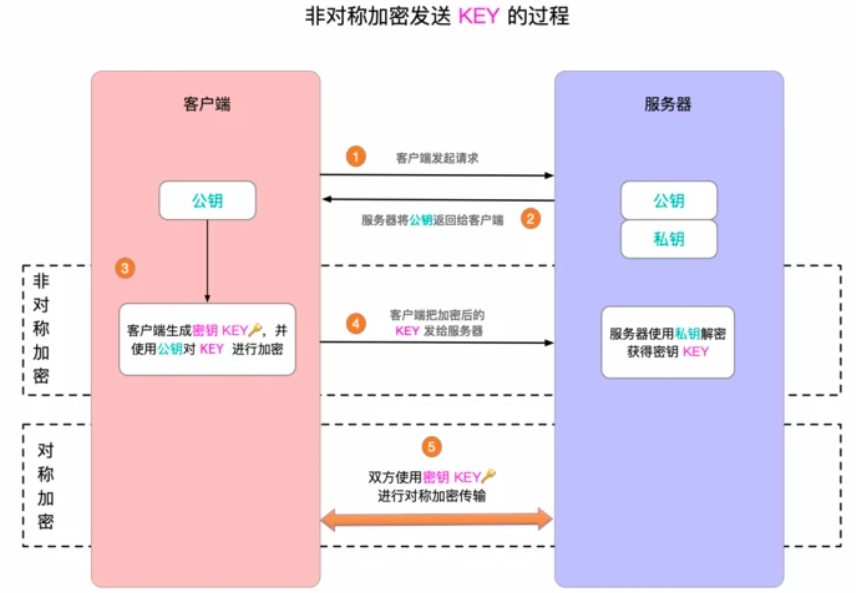 非对称加密发送 KEY 的过程
客户端
服务器
1
客户端发起请求
公钥
公钥
服务器将公钥返回给客户端
2
私钥
3
非对称加密
客户端生成密钥 KEY🔑，并
使用公钥对 KEY 进行加密
4
客户端把加密后的
KEY 发给服务器
服务器使用私钥解密
获得密钥 KEY
对称加密
5
双方使用密钥 KEY🔑
进行对称加密传输